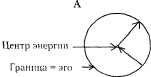 А
Центр энергии
Граница = эго